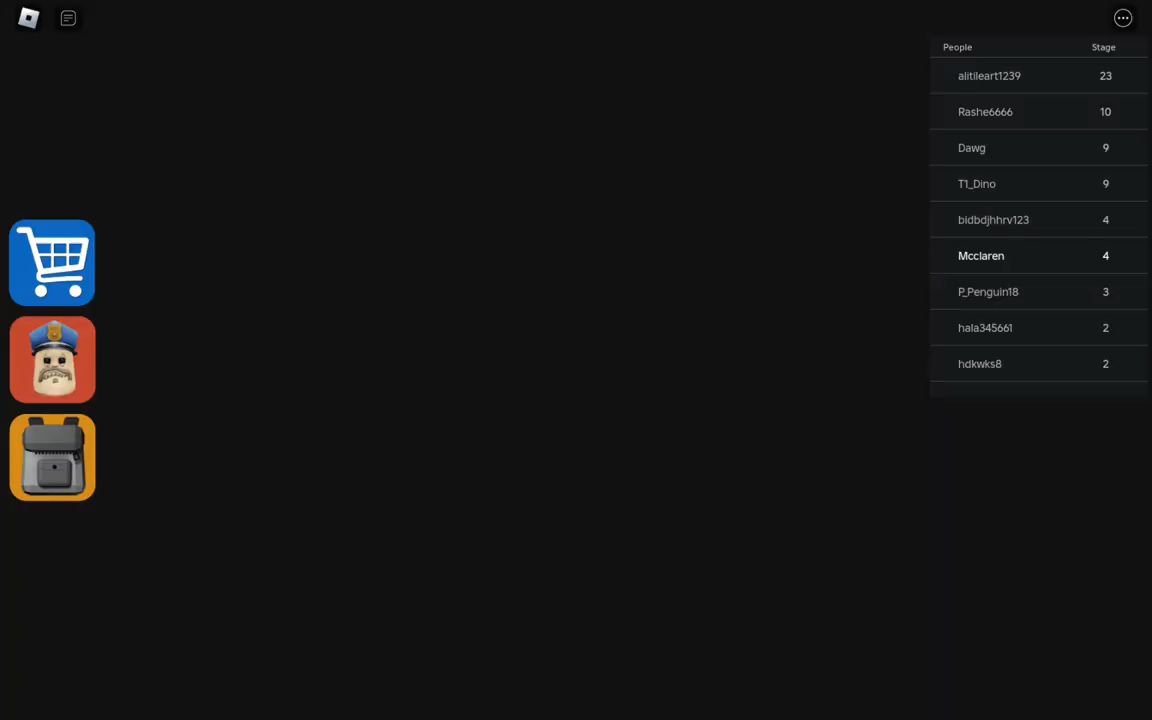 People Stage
alitileart1239 23
Rashe6666 10
Dawg 9
T1_Dino 9
bidbdjhhrv123 4
Mcclaren 4
P_Penguin18 3
hala345661 2
hdkwks8 2